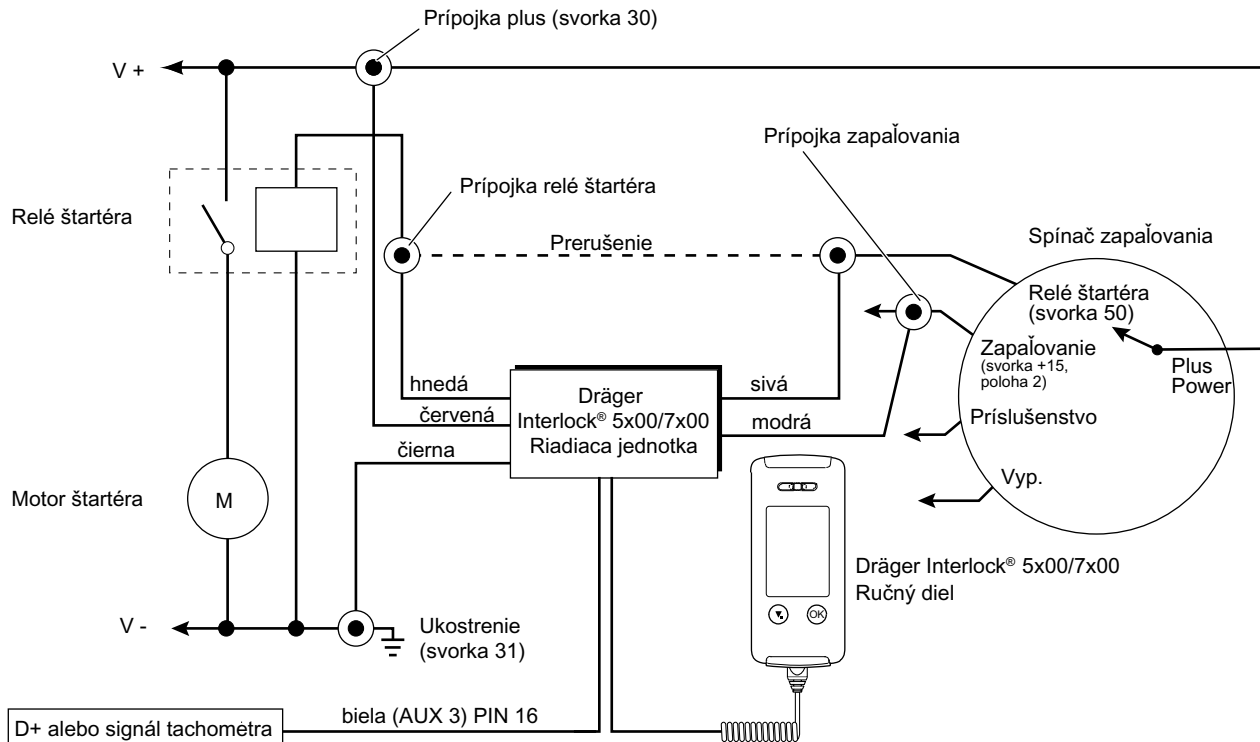 Prípojka plus (svorka 30)
V +
Prípojka zapaľovania
Relé štartéra
Prípojka relé štartéra
Prerušenie
Spínač zapaľovania
Relé štartéra
(svorka 50)
Zapaľovanie
(svorka +15,
poloha 2)
Plus
Power
Príslušenstvo
Vyp.
hnedá
červená
čierna
Dräger
Interlock® 5x00/7x00
Riadiaca jednotka
sivá
modrá
Motor štartéra
M
Dräger Interlock® 5x00/7x00
Ručný diel
OK
V -
Ukostrenie
(svorka 31)
D+ alebo signál tachometra
biela (AUX 3) PIN 16